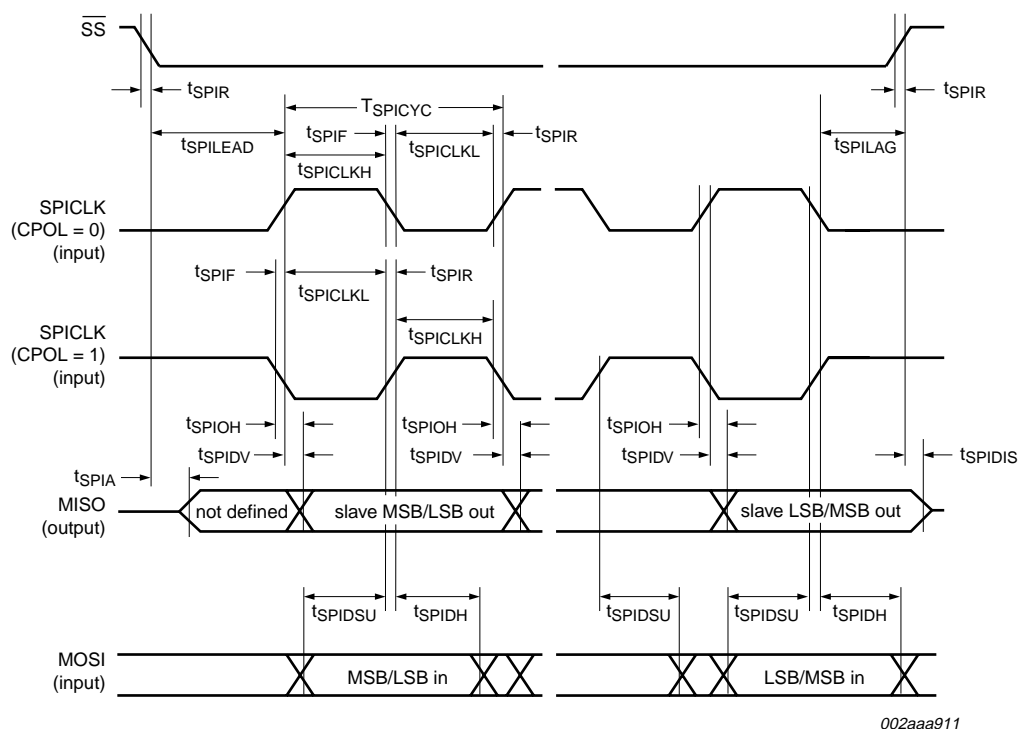 SS
tSPIR
tSPIR
TSPICYC
tSPIF
tSPICLKL
tSPIR
tSPILEAD
tSPILAG
tSPICLKH
SPICLK
(CPOL = 0)
(input)
tSPIF
tSPICLKL
tSPIR
SPICLK
(CPOL = 1)
(input)
tSPICLKH
tSPIOH
tSPIOH
tSPIOH
tSPIDV
tSPIDV
tSPIDV
tSPIDIS
tSPIA
MISO
(output)
not defined
slave MSB/LSB out
slave LSB/MSB out
tSPIDSU
tSPIDH
tSPIDSU
tSPIDSU
tSPIDH
MOSI
(input)
MSB/LSB in
LSB/MSB in
002aaa911